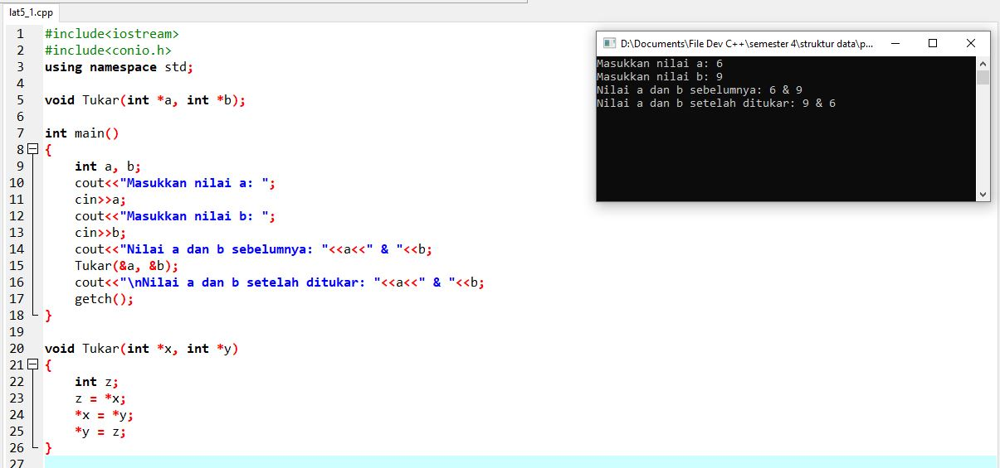 lat5_1.cpp
1 #include<iostream>
2 #include<conio.h>
3 using namespace std;
4
5 void Tukar(int *a, int *b);
6
7 int main()
8 {
9 int a, b;
10 cout<<"Masukkan nilai a: ";
11 cin>>a;
12 cout<<"Masukkan nilai b: ";
13 cin>>b;
14 cout<<"Nilai a dan b sebelumnya: "<<a<<" & "<<b;
15 Tukar(&a, &b);
16 cout<<"\nNilai a dan b setelah ditukar: "<<a<<" & "<<b;
17 getch();
18 }
19
20 void Tukar(int *x, int *y)
21 {
22 int z;
23 z = *x;
24 *x = *y;
25 *y = z;
26 }
27
D:\Documents\File Dev C++\semester 4\struktur data\p...
Masukkan nilai a: 6
Masukkan nilai b: 9
Nilai a dan b sebelumnya: 6 & 9
Nilai a dan b setelah ditukar: 9 & 6